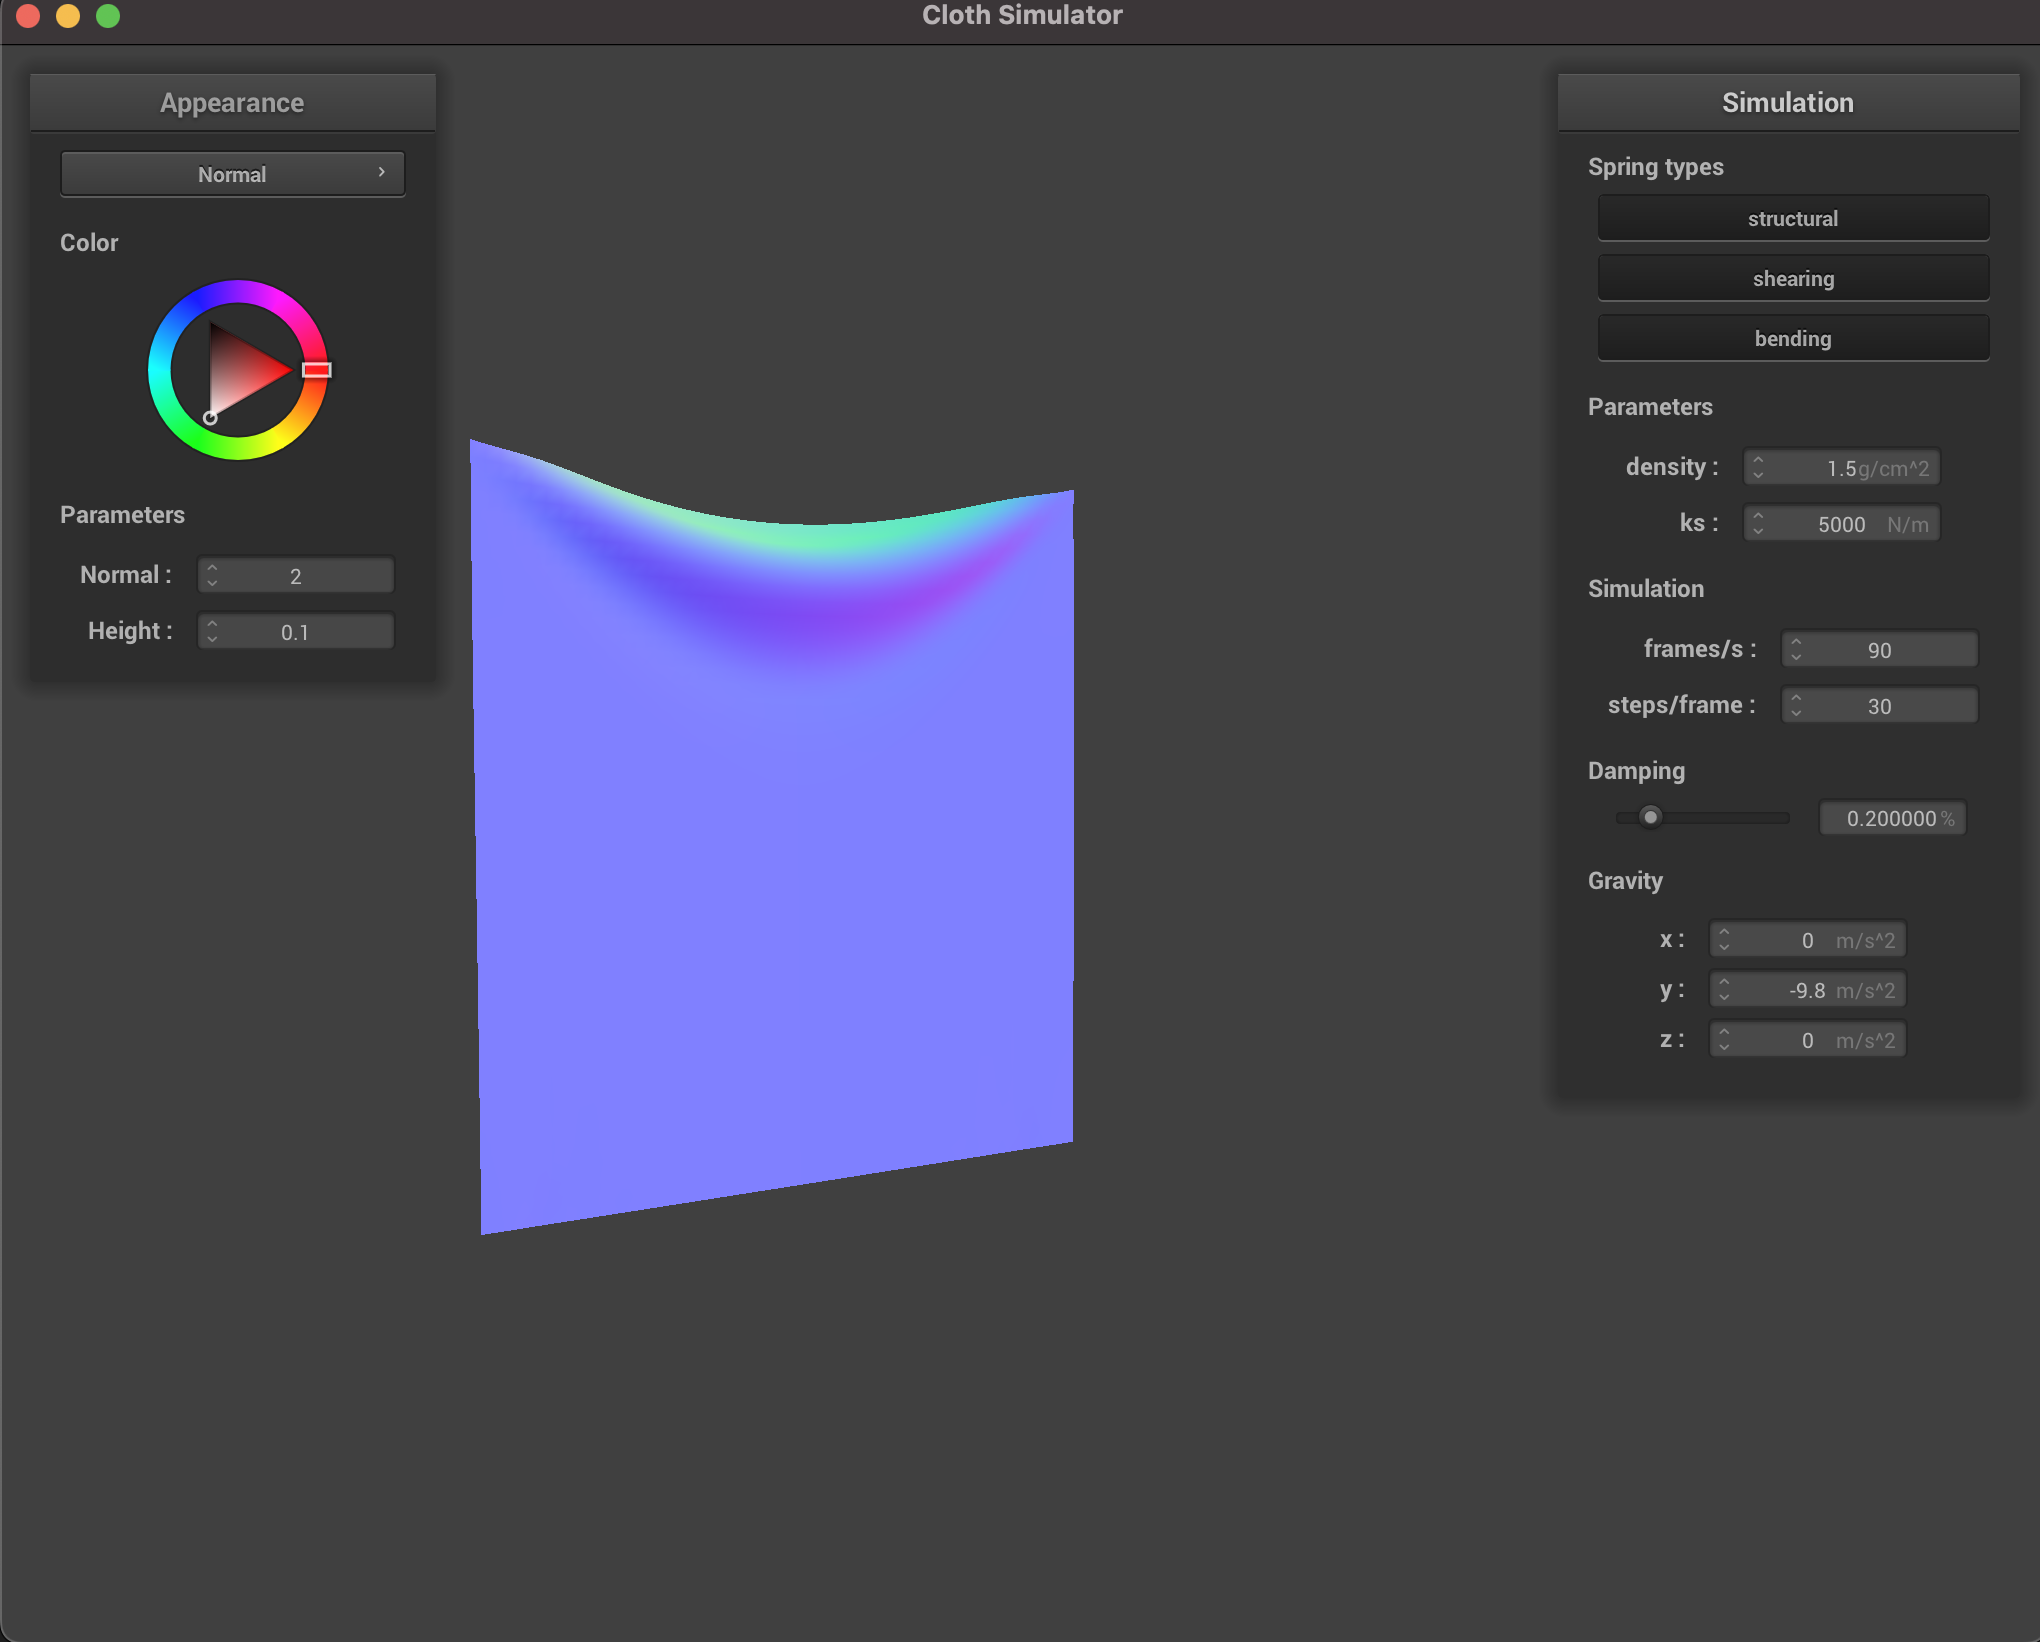 Cloth Simulator
Appearance
Normal
Color
Parameters
Normal : 2
Height : 0.1
Simulation
Spring types
structural
shearing
bending
Parameters
density : 1.5 g/cm^2
ks : 5000 N/m
Simulation
frames/s : 90
steps/frame : 30
Damping
0.200000 %
Gravity
x : 0 m/s^2
y : -9.8 m/s^2
z : 0 m/s^2